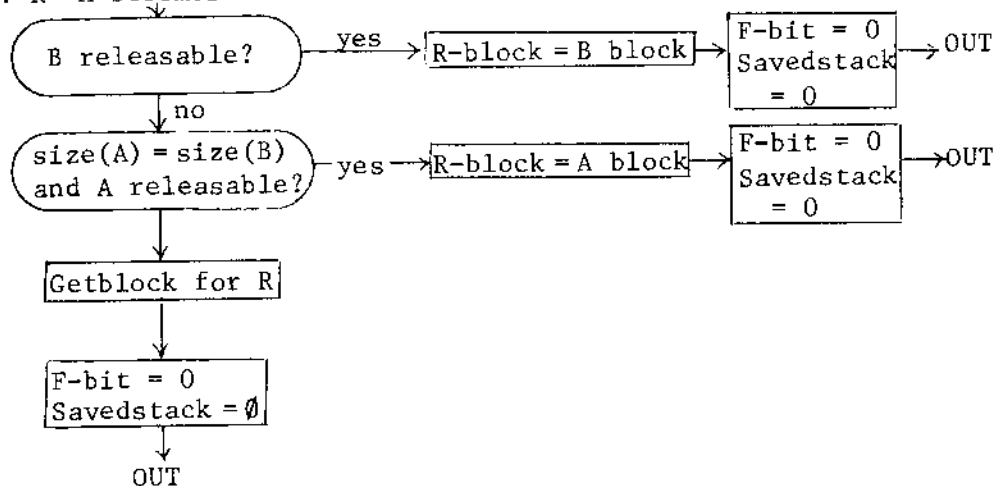 B releasable?
yes
R-block = B block
F-bit = 0
Savedstack
= 0
OUT
no
size(A) = size(B)
and A releasable?
yes
R-block = A block
F-bit = 0
Savedstack
= 0
OUT
Getblock for R
F-bit = 0
Savedstack = Ø
OUT